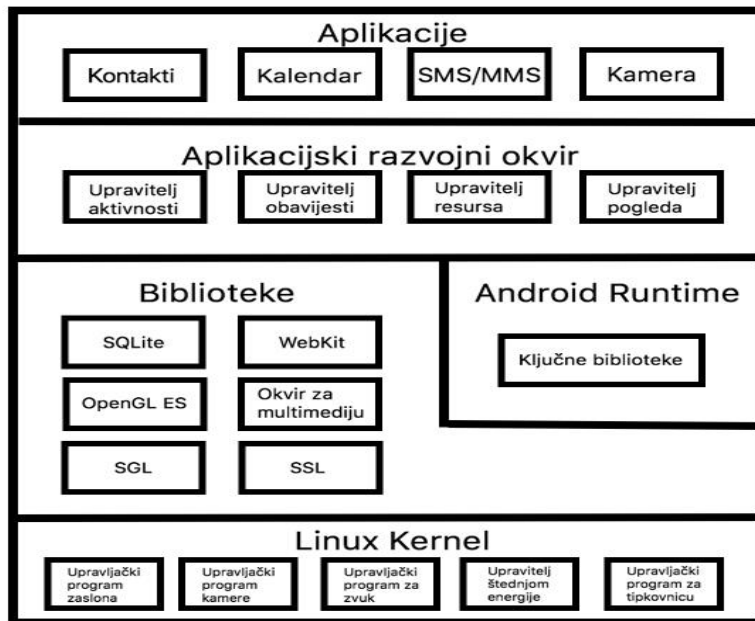 Aplikacije
Kontakti
Kalendar
SMS/MMS
Kamera
Aplikacijski razvojni okvir
Upravitelj
aktivnosti
Upravitelj
obavijesti
Upravitelj
resursa
Upravitelj
pogleda
Biblioteke
SQLite
WebKit
OpenGL ES
Okvir za
multimediju
SGL
SSL
Android Runtime
Ključne biblioteke
Linux Kernel
Upravljački
program
zaslona
Upravljački
program
kamere
Upravljački
program za
zvuk
Upravitelj
štednjom
energije
Upravljački
program za
tipkovnicu